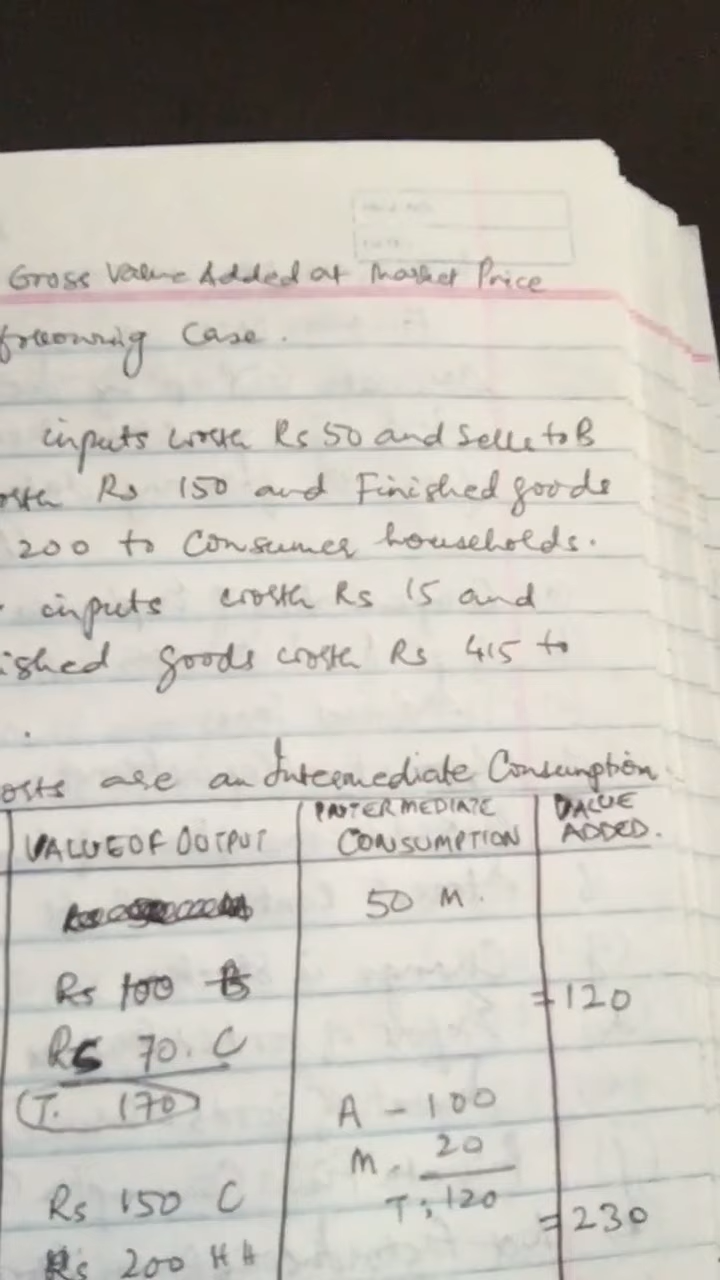 Gross Value Added at Market Price
following Case.
inputs worth Rs 50 and Sells to B
orth Rs 150 and Finished goods
200 to Consumer households.
inputs worth Rs 15 and
ished goods worth Rs 415 to
.
osts are an Intermediate Consumption.
VALUE OF OUTPUT INTERMEDIATE CONSUMPTION VALUE ADDED.
50 M.
Rs 100 B
= 120
Rs 70. C
T. 170
A - 100
M. 20
T: 120
Rs 150 C
= 230
Rs 200 HH